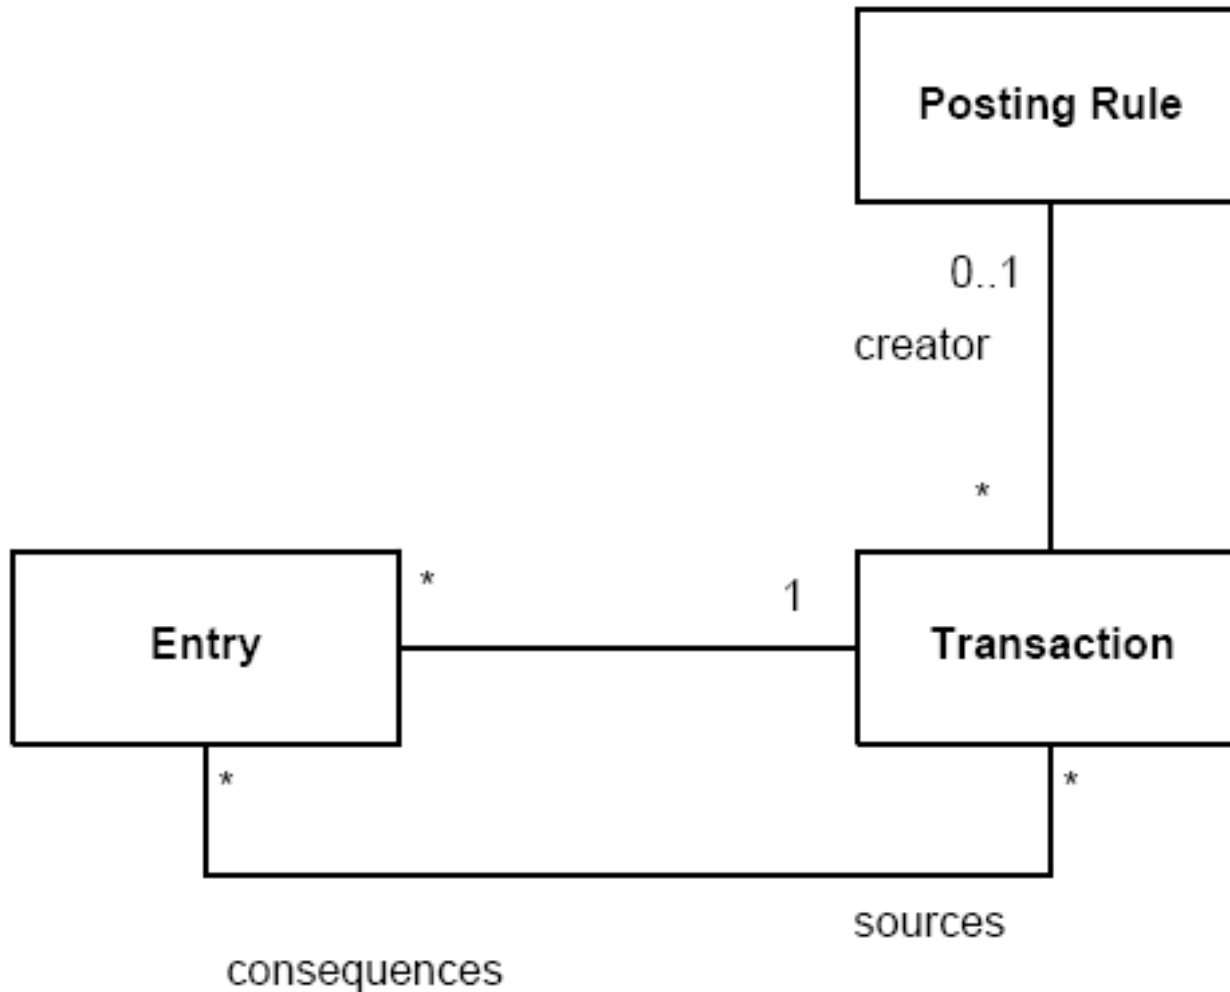 Posting Rule
0..1
creator
*
*
1
Entry
Transaction
*
*
sources
consequences